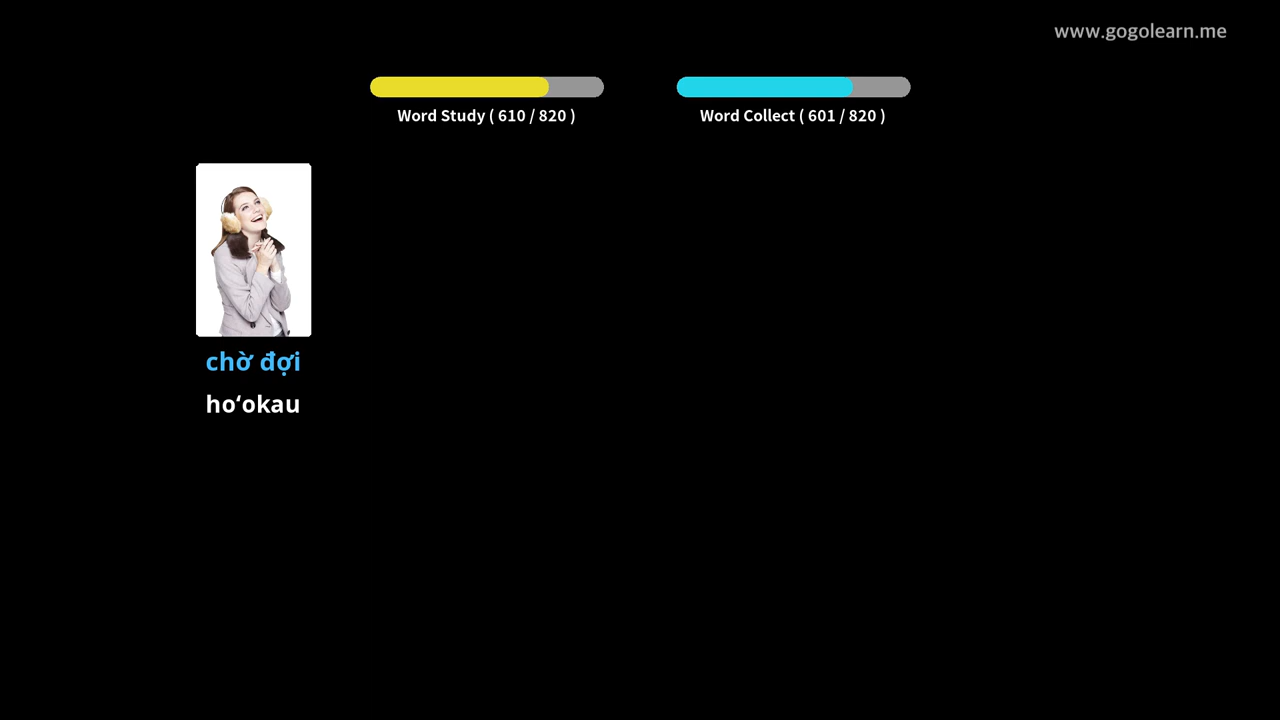 www.gogolearn.me
Word Study ( 610 / 820 )
Word Collect ( 601 / 820 )
chờ đợi
hoʻokau